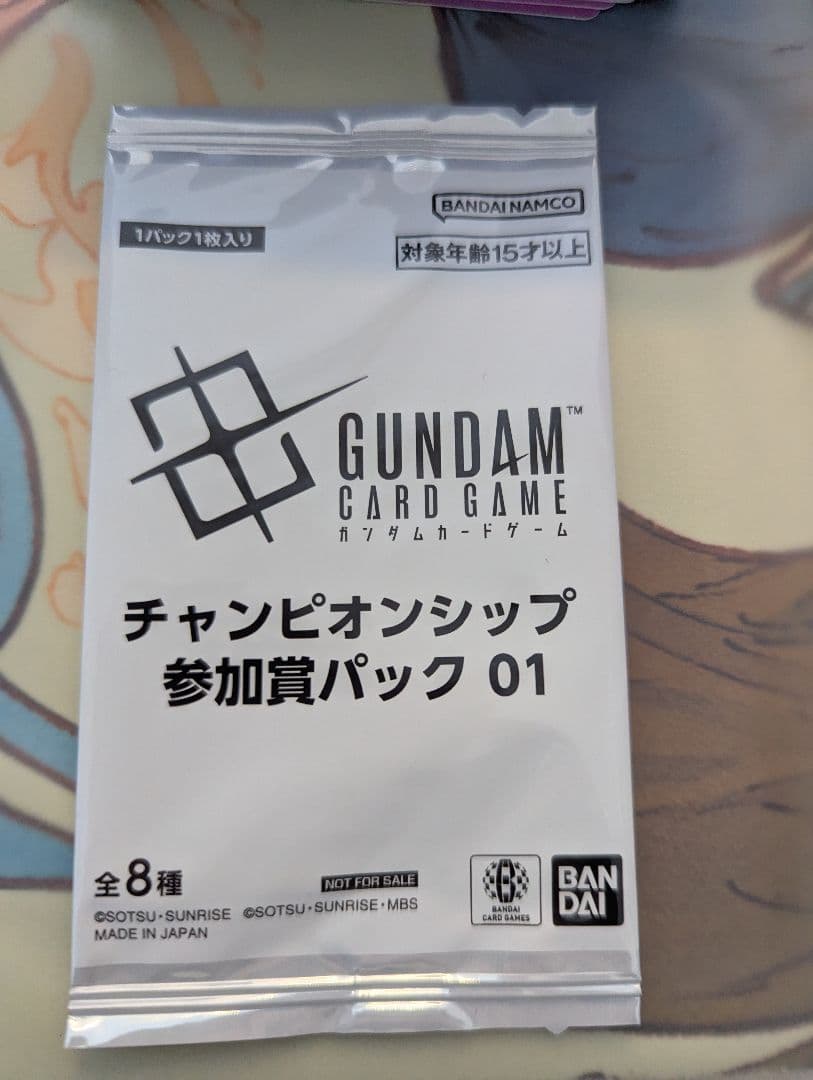 BANDAI NAMCO
1パック1枚入り
対象年齢15才以上
GUNDAM™
CARD GAME
ガンダムカードゲーム
チャンピオンシップ
参加賞パック 01
全8種
NOT FOR SALE
©SOTSU・SUNRISE ©SOTSU・SUNRISE・MBS
MADE IN JAPAN
BANDAI
CARD GAMES
BAN
DAI